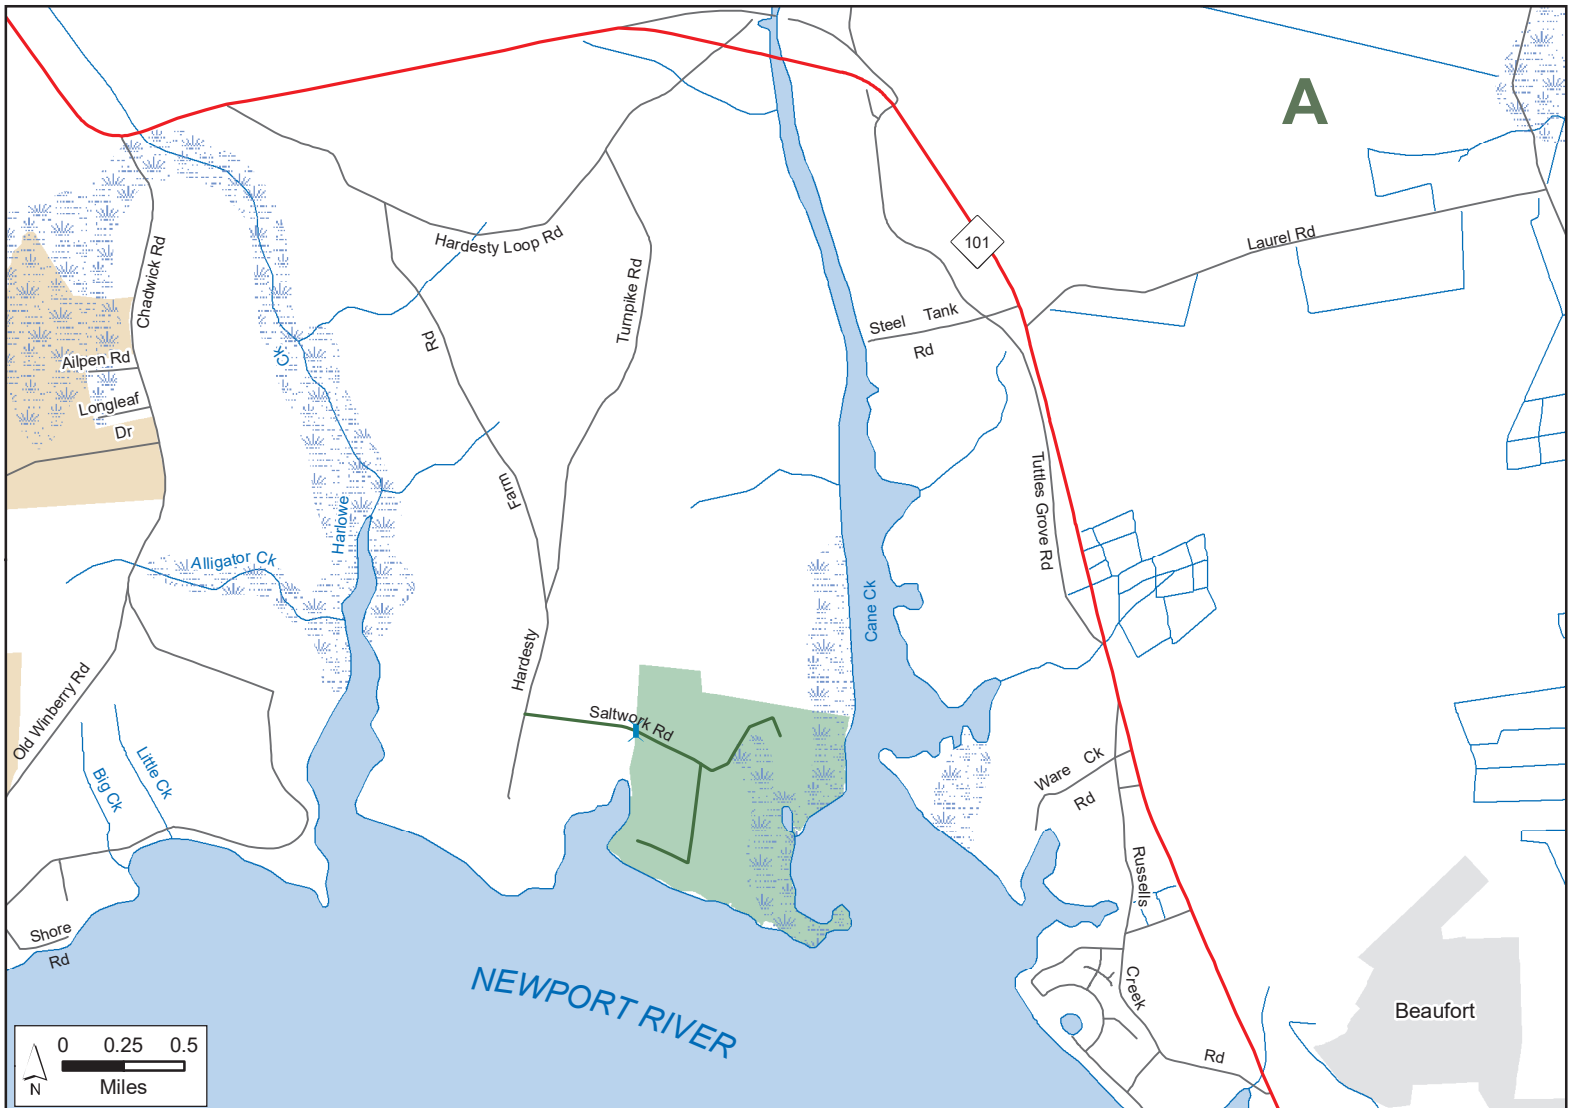 A
101
Laurel Rd
Hardesty Loop Rd
Chadwick Rd
Turnpike Rd
Steel Tank
Rd
Rd
Ck
Ailpen Rd
Longleaf
Dr
Farm
Tuttles Grove Rd
Harlowe
Alligator Ck
Cane Ck
Hardesty
Old Winberry Rd
Saltwork Rd
Big Ck
Little Ck
Ware Ck
Rd
Russells
Shore
Rd
Creek
Rd
NEWPORT RIVER
Beaufort
N
0 0.25 0.5
Miles